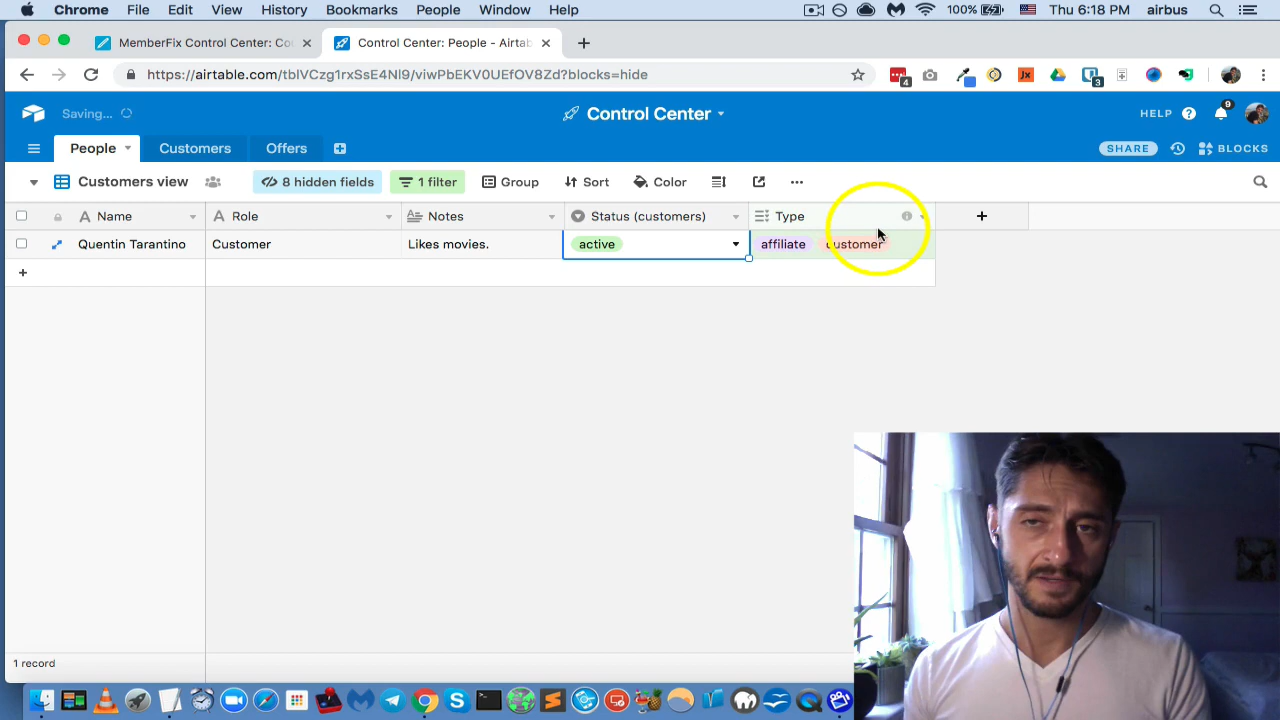 Chrome File Edit View History Bookmarks People Window Help 100% Thu 6:18 PM airbus
MemberFix Control Center: Co
Control Center: People - Airtab
https://airtable.com/tblVCzg1rxSsE4Nl9/viwPbEKV0UEfOV8Zd?blocks=hide
4
3
Saving...
Control Center
HELP
9
People Customers Offers
SHARE BLOCKS
Customers view 8 hidden fields 1 filter Group Sort Color
Name Role Notes Status (customers) Type
Quentin Tarantino Customer Likes movies. active affiliate customer
1 record